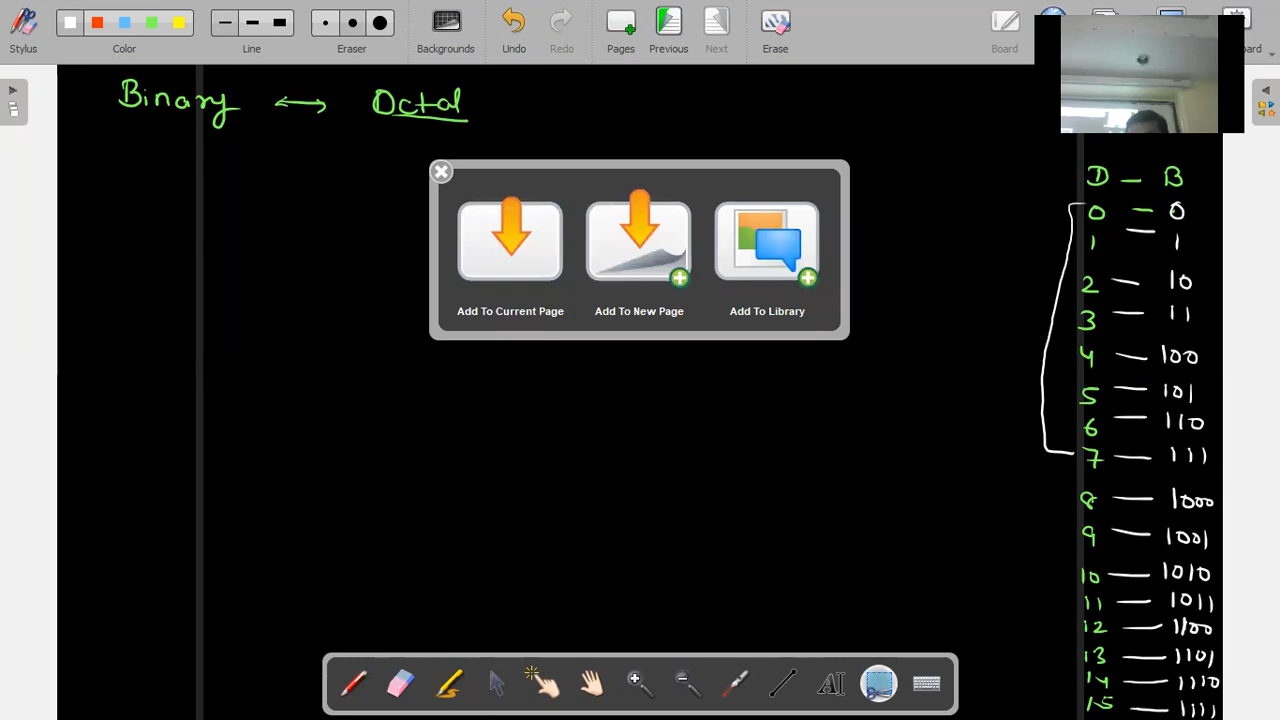 Stylus
Color
Line
Eraser
Backgrounds
Undo
Redo
Pages
Previous
Next
Erase
Board
Binary ↔ Octal
Add To Current Page
Add To New Page
Add To Library
D — B
0 — 0
1 — 1
2 — 10
3 — 11
4 — 100
5 — 101
6 — 110
7 — 111
8 — 1000
9 — 1001
10 — 1010
11 — 1011
12 — 1100
13 — 1101
14 — 1110
15 — 1111
AI